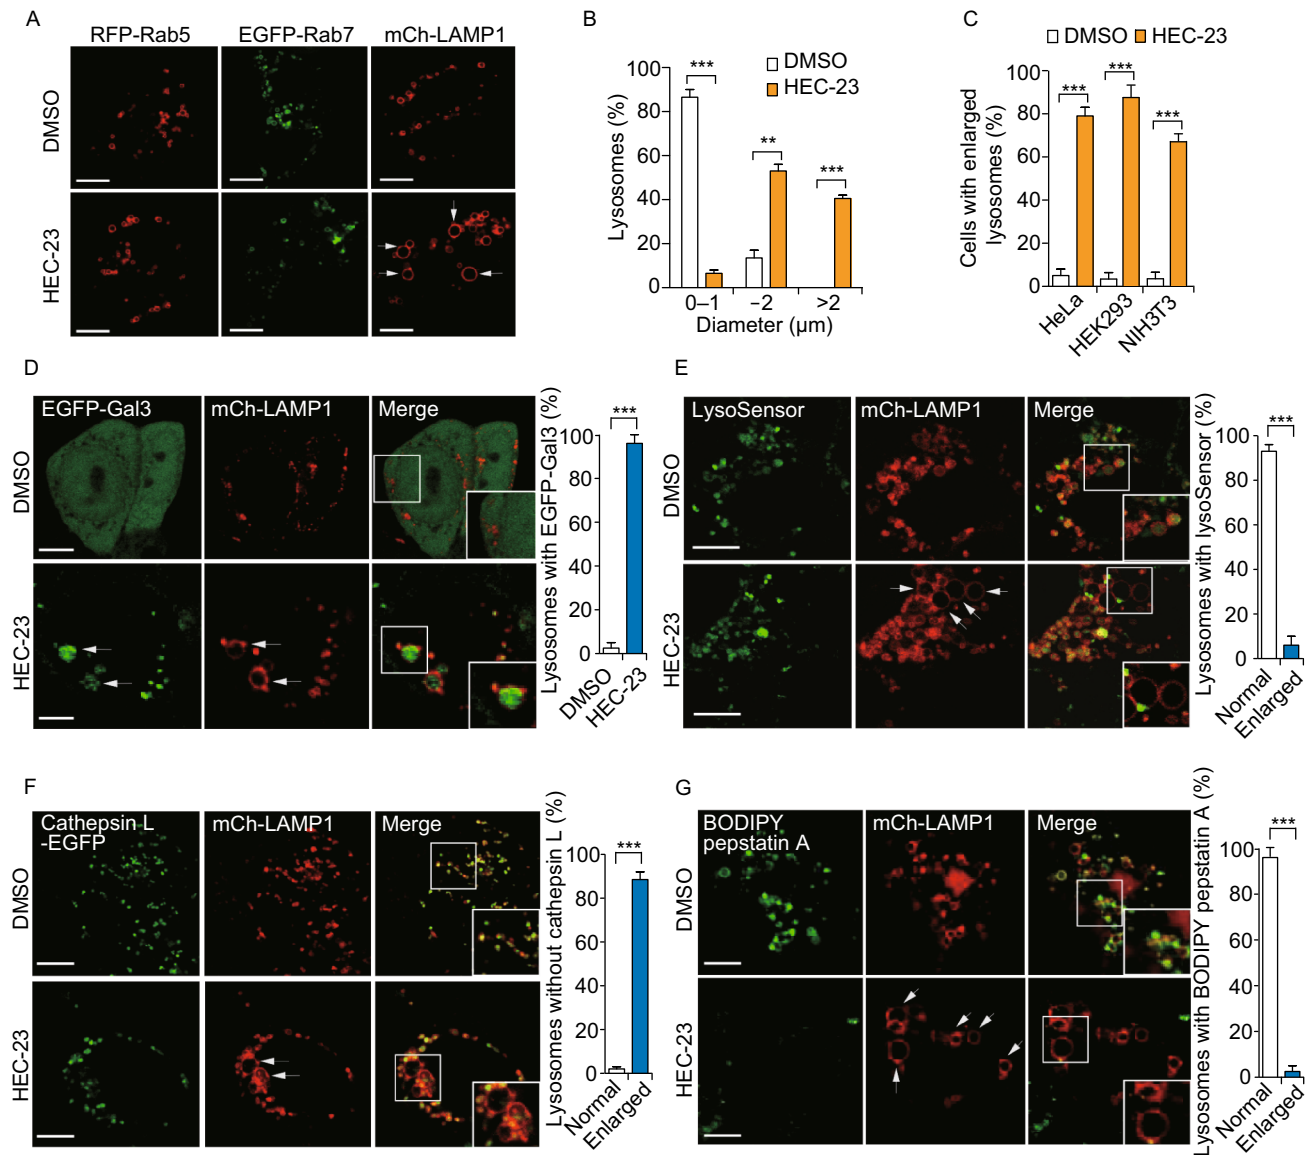 A
RFP-Rab5 EGFP-Rab7 mCh-LAMP1
DMSO
HEC-23
B
DMSO
HEC-23
Lysosomes (%)
100
80
60
40
20
0
***
**
***
0–1 –2 >2
Diameter (µm)
C
DMSO HEC-23
Cells with enlarged
lysosomes (%)
100
80
60
40
20
0
***
***
***
HeLa
HEK293
NIH3T3
D
EGFP-Gal3 mCh-LAMP1 Merge
DMSO
HEC-23
Lysosomes with EGFP-Gal3 (%)
***
100
80
60
40
20
0
DMSO
HEC-23
E
LysoSensor mCh-LAMP1 Merge
DMSO
HEC-23
Lysosomes with lysoSensor (%)
***
100
80
60
40
20
0
Normal
Enlarged
F
Cathepsin L
-EGFP
mCh-LAMP1 Merge
DMSO
HEC-23
Lysosomes without cathepsin L (%)
***
100
80
60
40
20
0
Normal
Enlarged
G
BODIPY
pepstatin A
mCh-LAMP1 Merge
DMSO
HEC-23
Lysosomes with BODIPY pepstatin A (%)
***
100
80
60
40
20
0
Normal
Enlarged